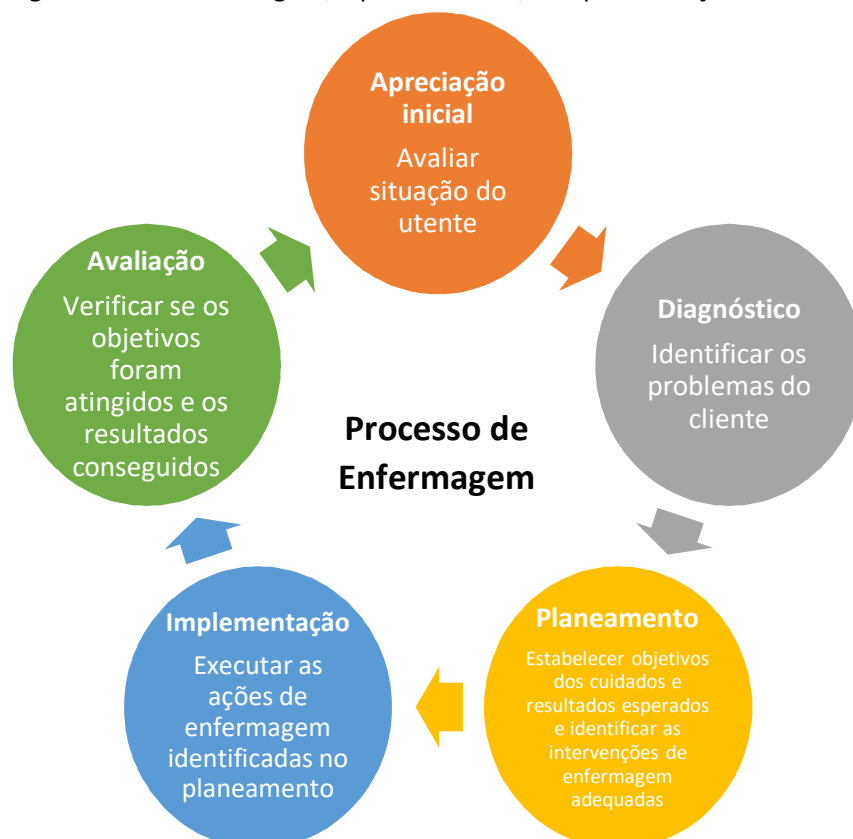 Apreciação
inicial
Avaliar
situação do
utente
Diagnóstico
Identificar os
problemas do
cliente
Planeamento
Estabelecer objetivos
dos cuidados e
resultados esperados
e identificar as
intervenções de
enfermagem
adequadas
Implementação
Executar as
ações de
enfermagem
identificadas no
planeamento
Avaliação
Verificar se os
objetivos
foram
atingidos e os
resultados
conseguidos
Processo de
Enfermagem